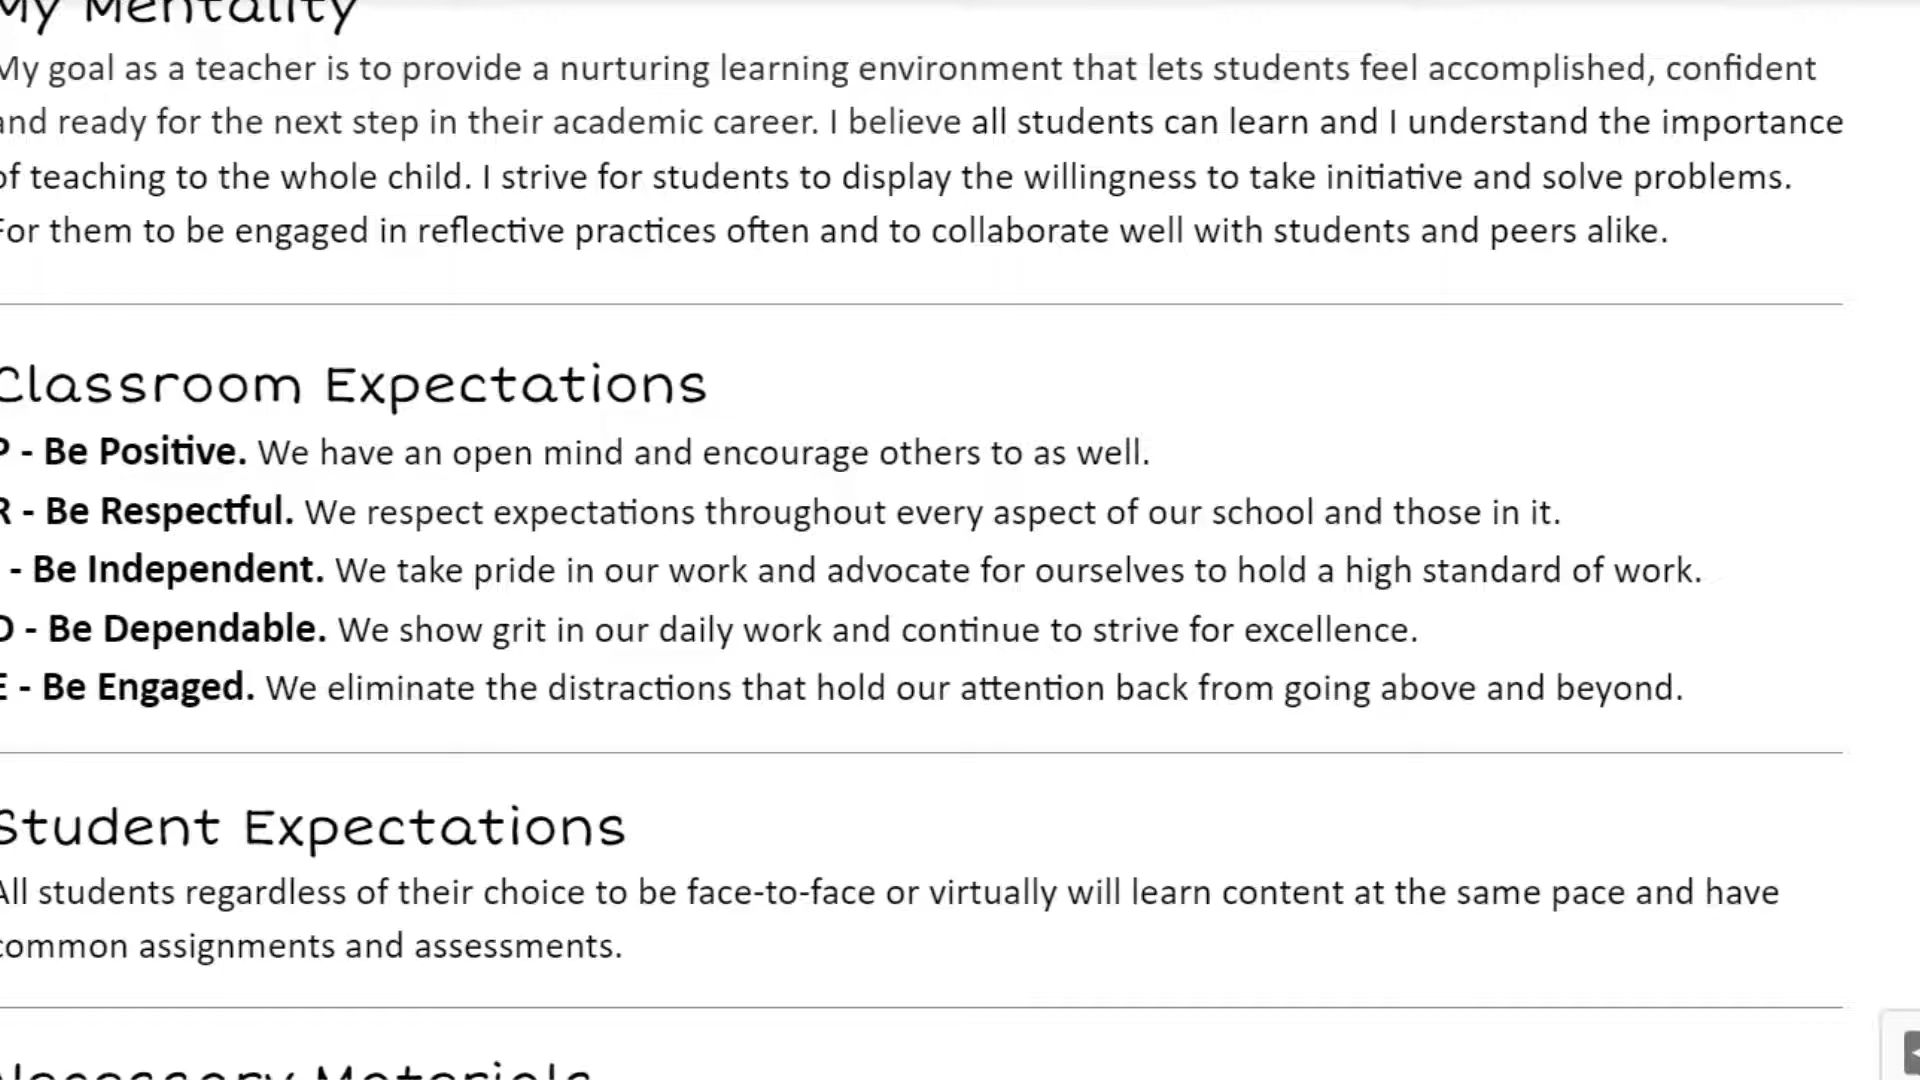 My Mentality
My goal as a teacher is to provide a nurturing learning environment that lets students feel accomplished, confident
and ready for the next step in their academic career. I believe all students can learn and I understand the importance
of teaching to the whole child. I strive for students to display the willingness to take initiative and solve problems.
For them to be engaged in reflective practices often and to collaborate well with students and peers alike.
Classroom Expectations
P - Be Positive. We have an open mind and encourage others to as well.
R - Be Respectful. We respect expectations throughout every aspect of our school and those in it.
- Be Independent. We take pride in our work and advocate for ourselves to hold a high standard of work.
D - Be Dependable. We show grit in our daily work and continue to strive for excellence.
E - Be Engaged. We eliminate the distractions that hold our attention back from going above and beyond.
Student Expectations
All students regardless of their choice to be face-to-face or virtually will learn content at the same pace and have
common assignments and assessments.
Necessary Materials